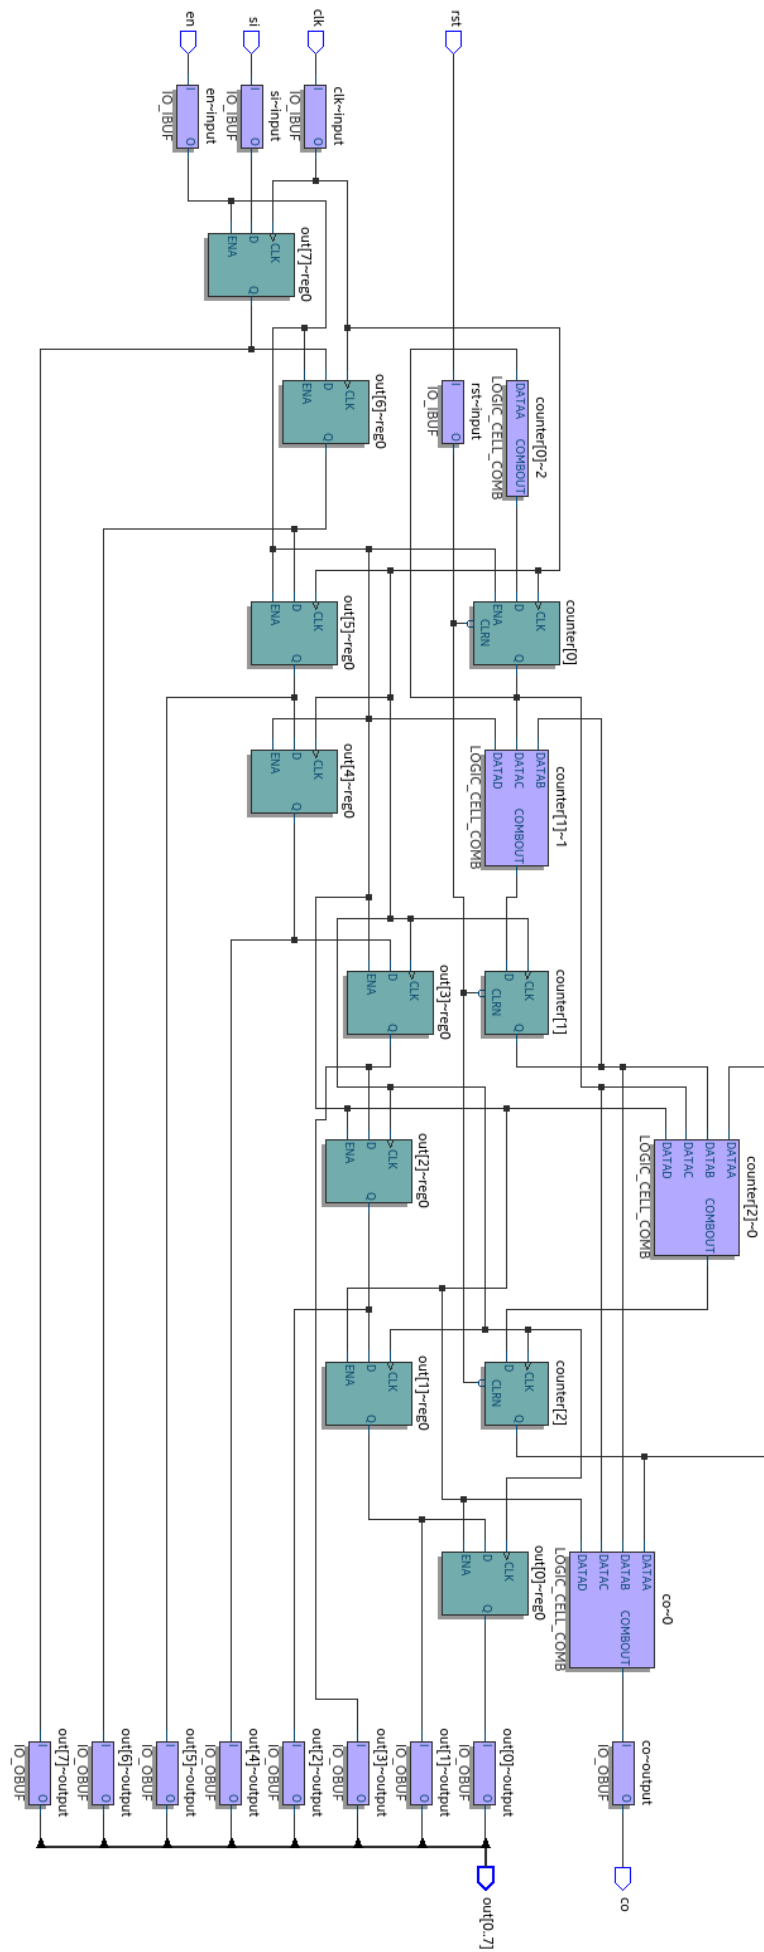 rst
clk
si
en
clk~input
I
O
IO_IBUF
si~input
I
O
IO_IBUF
en~input
I
O
IO_IBUF
out[7]~reg0
CLK
D
Q
ENA
counter[0]~2
DATAA
COMBOUT
LOGIC_CELL_COMB
rst~input
I
O
IO_IBUF
out[6]~reg0
CLK
D
Q
ENA
counter[0]
CLK
D
Q
ENA
CLRN
out[5]~reg0
CLK
D
Q
ENA
counter[1]~1
DATAB
DATAC
COMBOUT
DATAD
LOGIC_CELL_COMB
out[4]~reg0
CLK
D
Q
ENA
counter[1]
CLK
D
Q
CLRN
out[3]~reg0
CLK
D
Q
ENA
counter[2]~0
DATAA
DATAB
COMBOUT
DATAC
DATAD
LOGIC_CELL_COMB
out[2]~reg0
CLK
D
Q
ENA
counter[2]
CLK
D
Q
CLRN
out[1]~reg0
CLK
D
Q
ENA
co~0
DATAA
DATAB
COMBOUT
DATAC
DATAD
LOGIC_CELL_COMB
out[0]~reg0
CLK
D
Q
ENA
co~output
I
O
IO_OBUF
out[0]~output
I
O
IO_OBUF
out[1]~output
I
O
IO_OBUF
out[3]~output
I
O
IO_OBUF
out[2]~output
I
O
IO_OBUF
out[4]~output
I
O
IO_OBUF
out[5]~output
I
O
IO_OBUF
out[6]~output
I
O
IO_OBUF
out[7]~output
I
O
IO_OBUF
co
out[0..7]